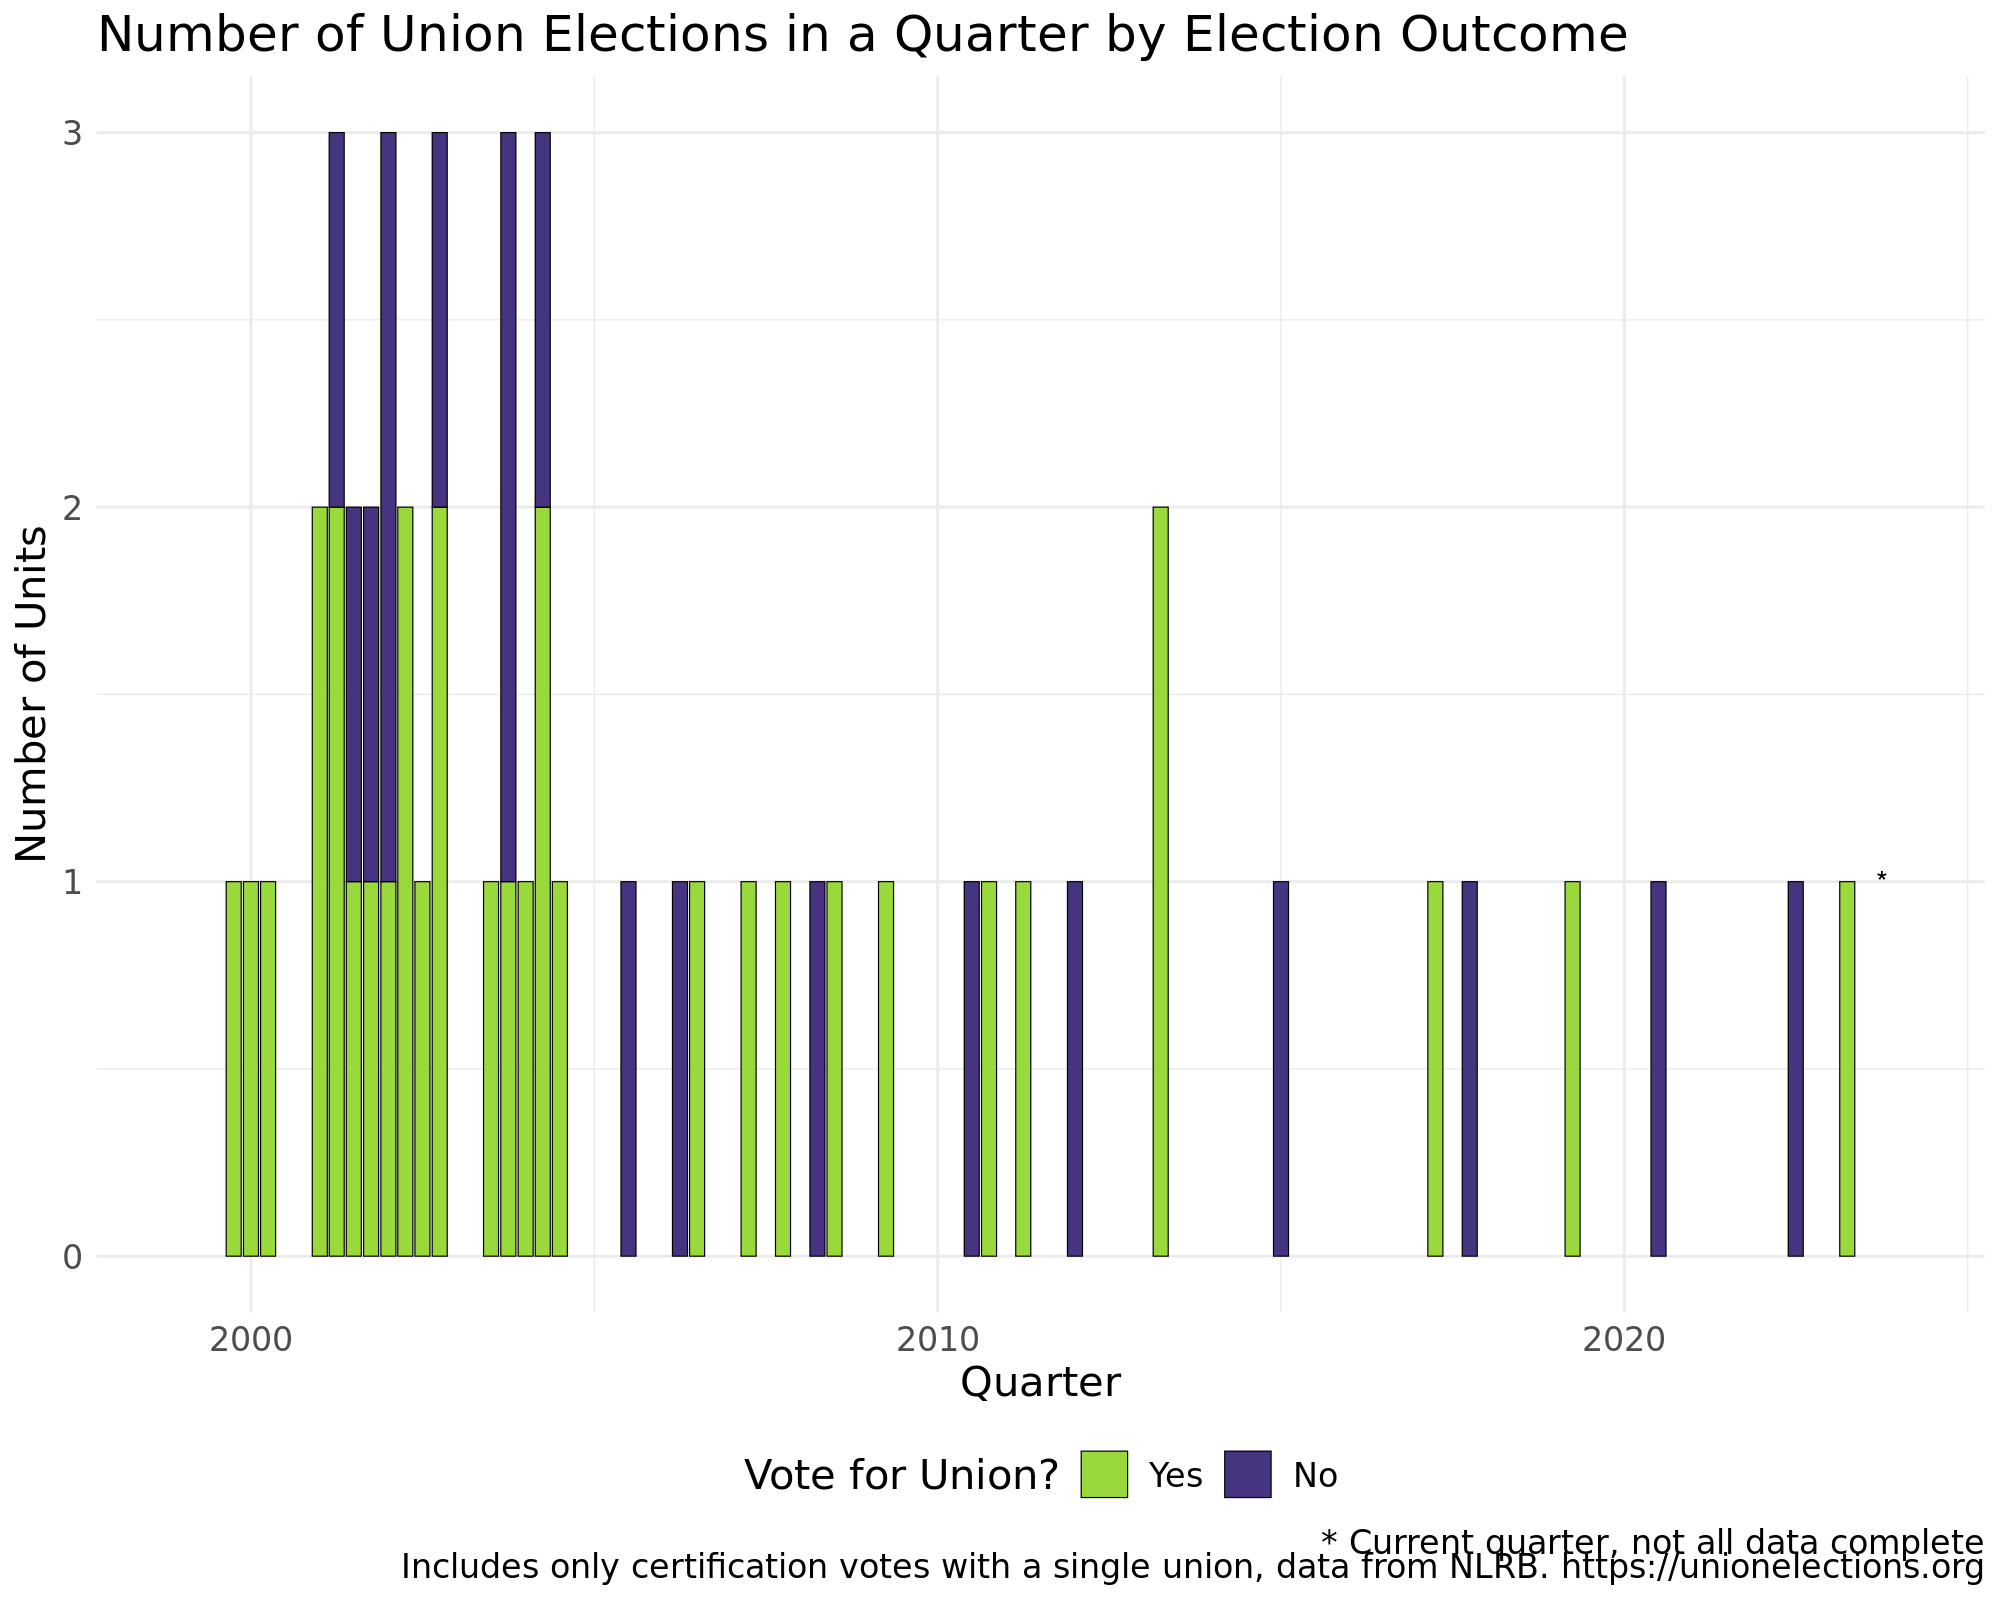 Number of Union Elections in a Quarter by Election Outcome
Number of Units
3
2
1
0
*
2000 2010 2020
Quarter
Vote for Union? Yes No
* Current quarter, not all data complete
Includes only certification votes with a single union, data from NLRB. https://unionelections.org